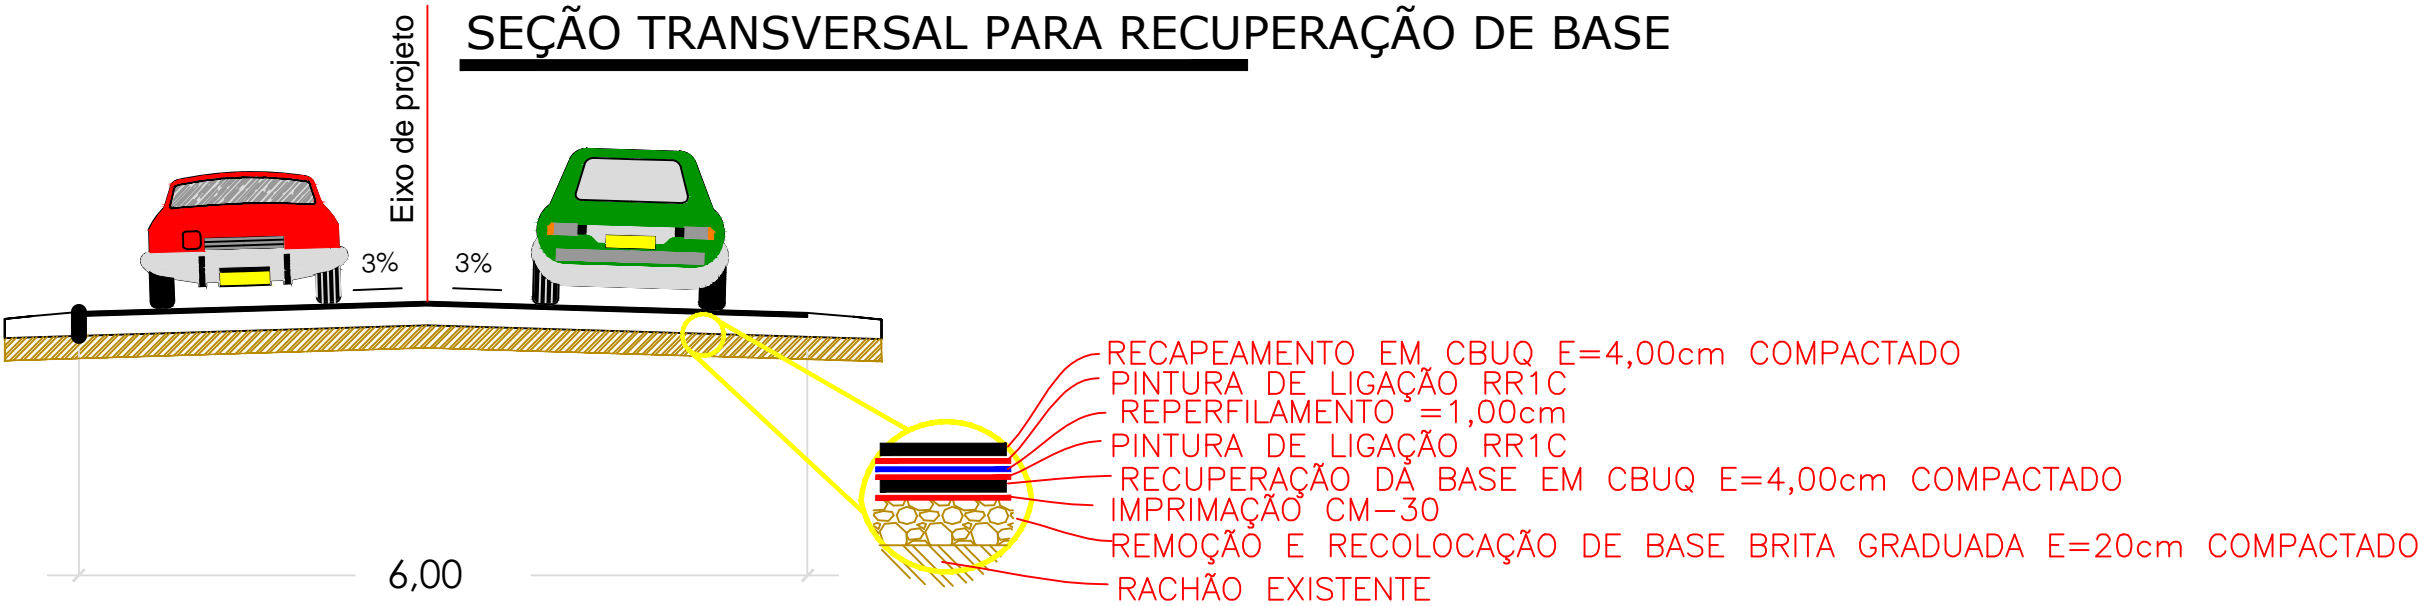 SEÇÃO TRANSVERSAL PARA RECUPERAÇÃO DE BASE
Eixo de projeto
3%
3%
RECAPEAMENTO EM CBUQ E=4,00cm COMPACTADO
PINTURA DE LIGAÇÃO RR1C
REPERFILAMENTO =1,00cm
PINTURA DE LIGAÇÃO RR1C
RECUPERAÇÃO DA BASE EM CBUQ E=4,00cm COMPACTADO
IMPRIMAÇÃO CM-30
REMOÇÃO E RECOLOCAÇÃO DE BASE BRITA GRADUADA E=20cm COMPACTADO
RACHÃO EXISTENTE
6,00